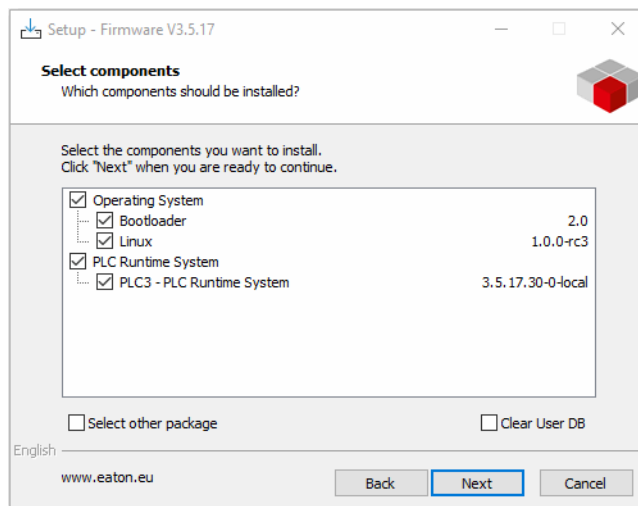 Setup - Firmware V3.5.17
Select components
Which components should be installed?
Select the components you want to install.
Click "Next" when you are ready to continue.
Operating System
Bootloader 2.0
Linux 1.0.0-rc3
PLC Runtime System
PLC3 - PLC Runtime System 3.5.17.30-0-local
Select other package Clear User DB
English
www.eaton.eu Back Next Cancel